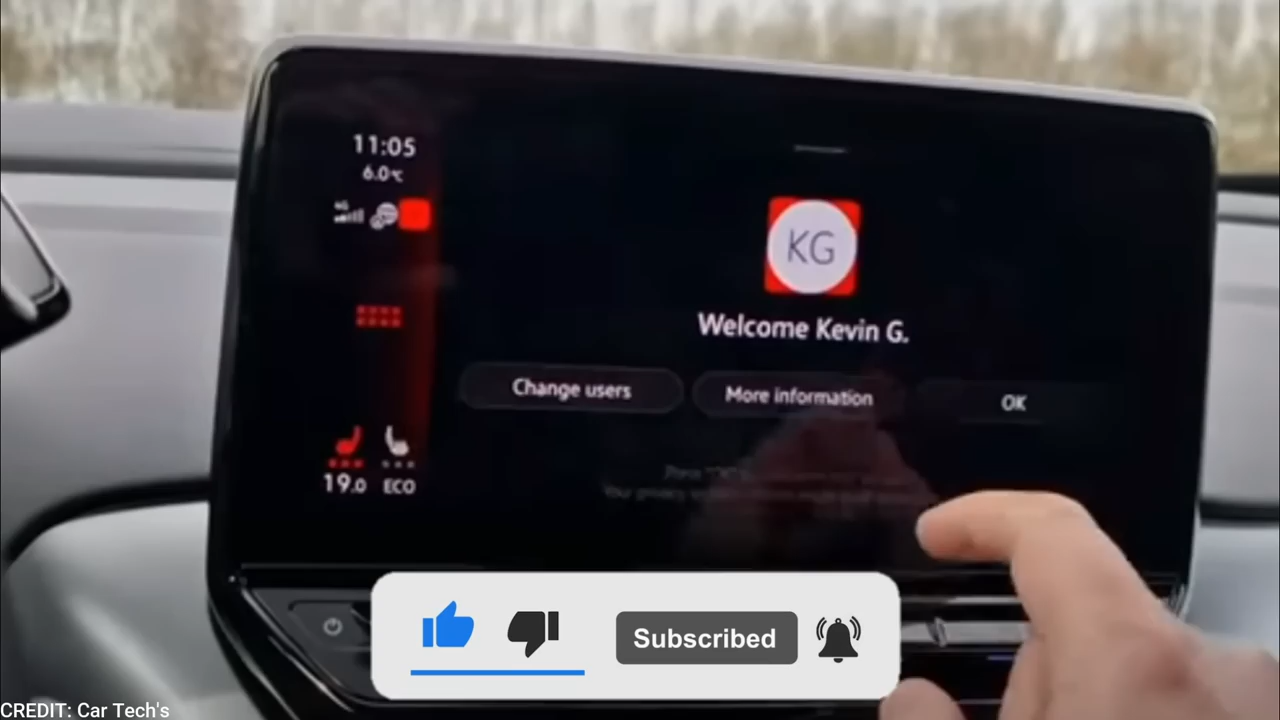 11:05
6.0°C
4G
KG
Welcome Kevin G.
Change users
More information
OK
19.0 ECO
Subscribed
CREDIT: Car Tech's